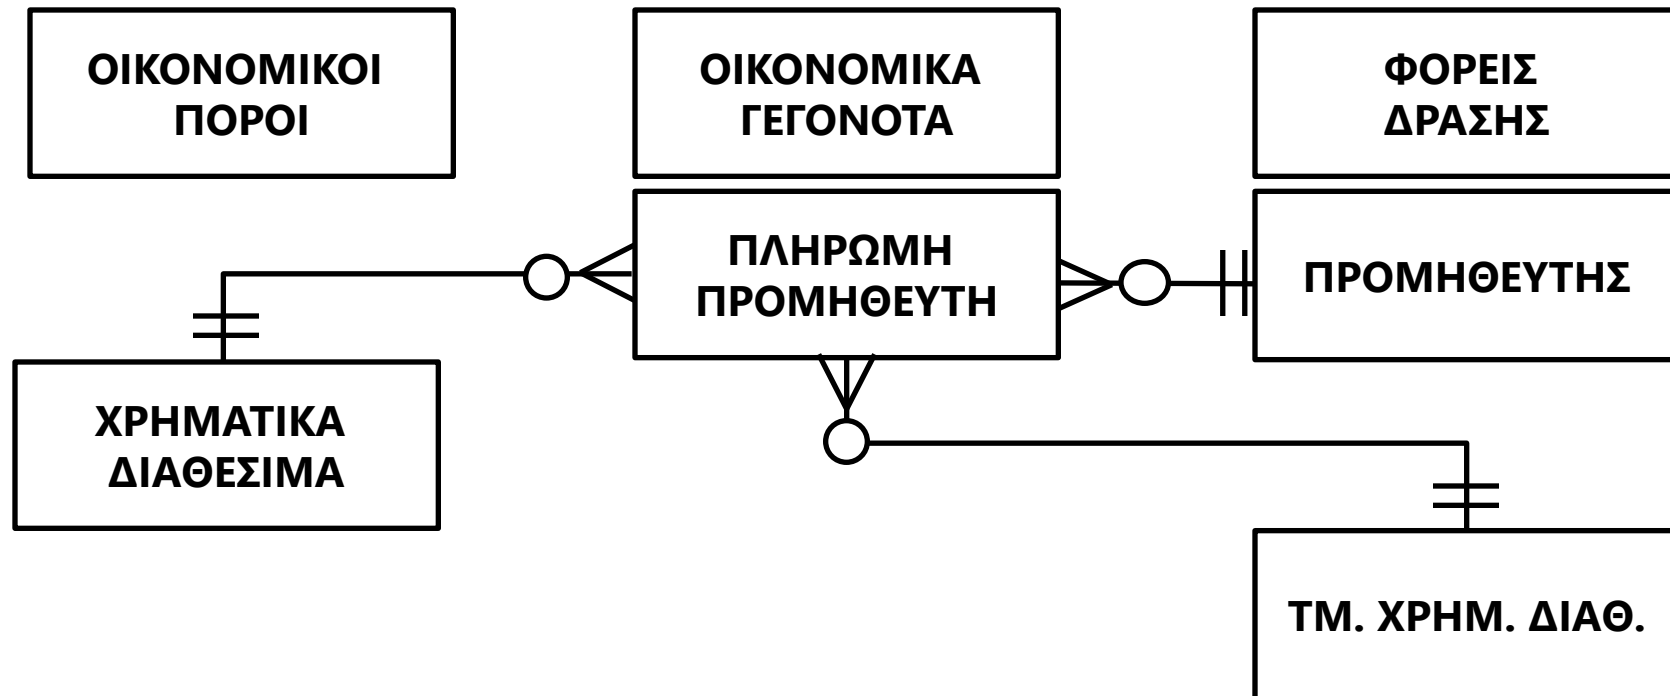 ΟΙΚΟΝΟΜΙΚΟΙ
ΠΟΡΟΙ
ΟΙΚΟΝΟΜΙΚΑ
ΓΕΓΟΝΟΤΑ
ΦΟΡΕΙΣ
ΔΡΑΣΗΣ
ΠΛΗΡΩΜΗ
ΠΡΟΜΗΘΕΥΤΗ
ΠΡΟΜΗΘΕΥΤΗΣ
ΧΡΗΜΑΤΙΚΑ
ΔΙΑΘΕΣΙΜΑ
ΤΜ. ΧΡΗΜ. ΔΙΑΘ.